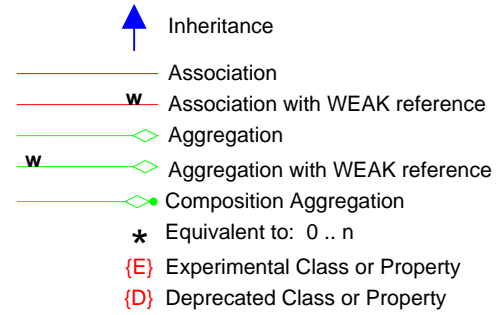 Inheritance
Association
w Association with WEAK reference
Aggregation
w Aggregation with WEAK reference
Composition Aggregation
* Equivalent to: 0 .. n
{E} Experimental Class or Property
{D} Deprecated Class or Property